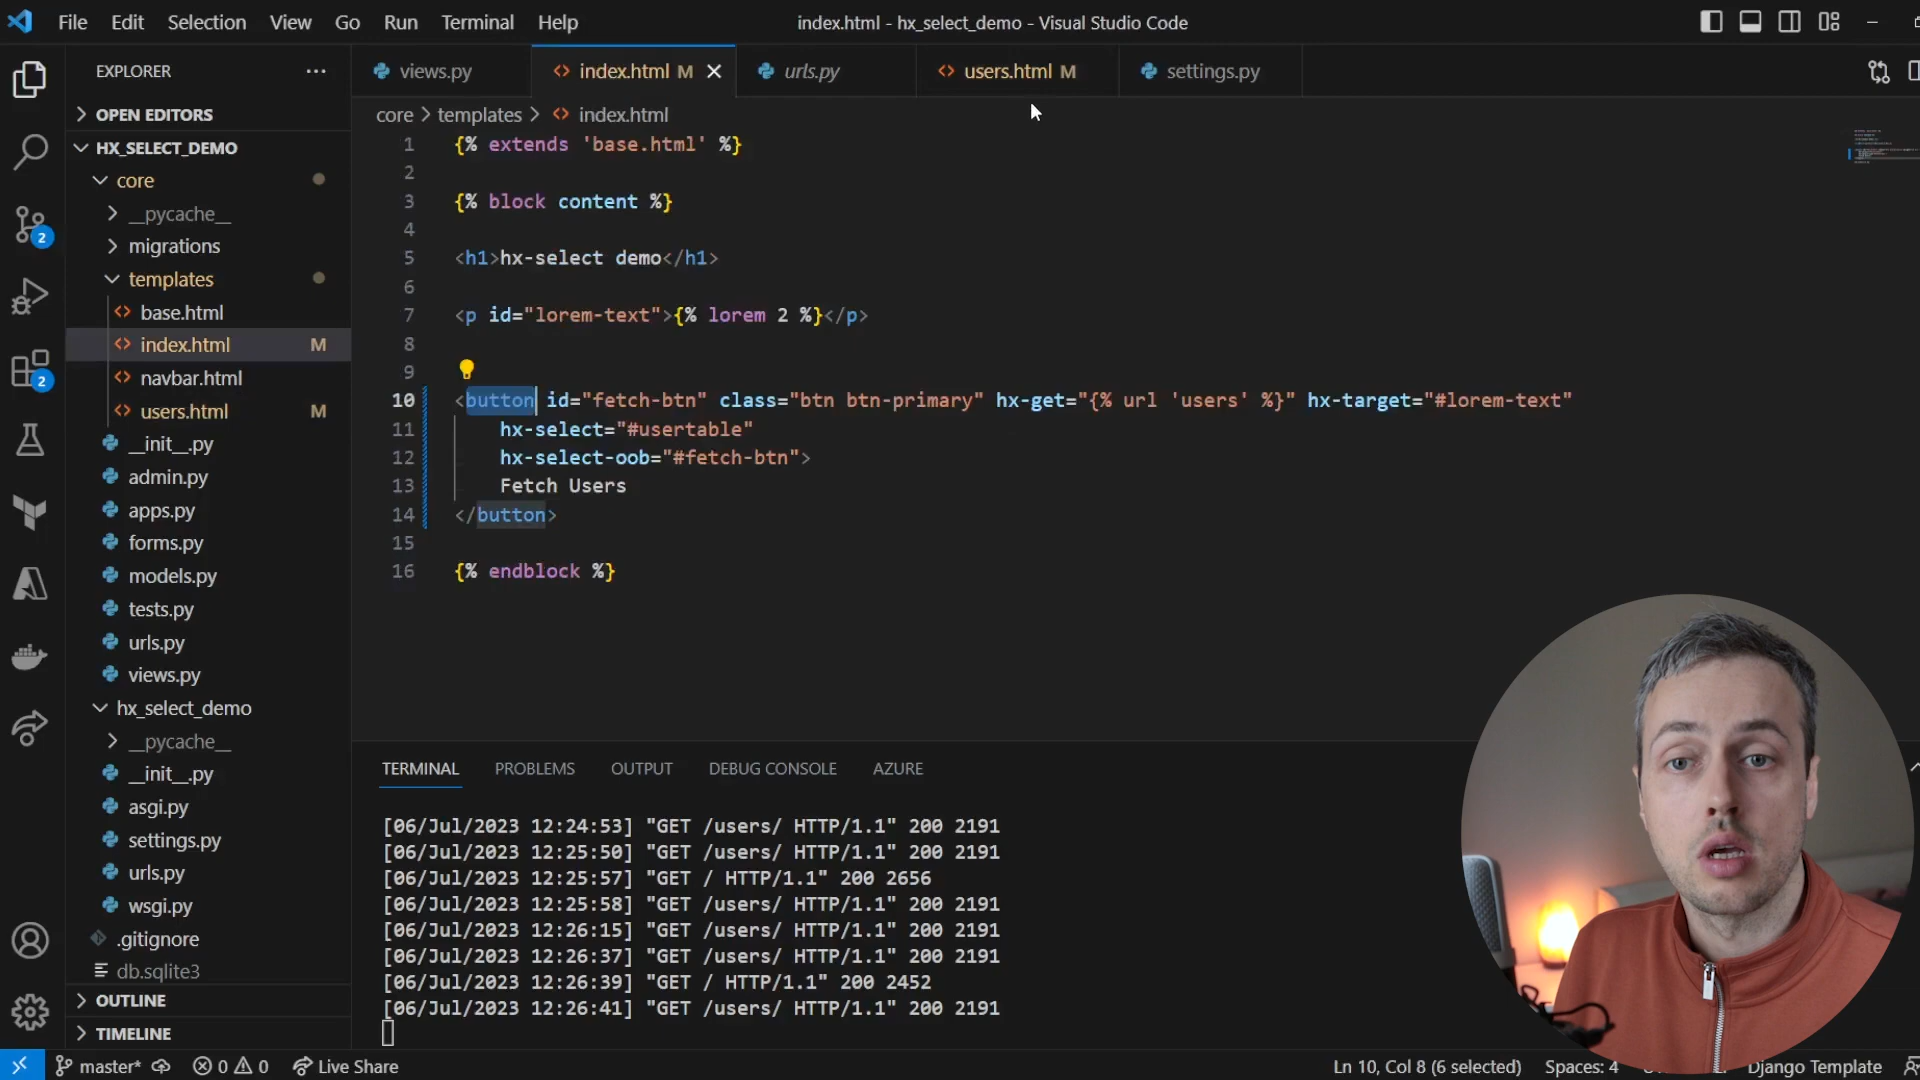 File Edit Selection View Go Run Terminal Help
index.html - hx_select_demo - Visual Studio Code
EXPLORER
OPEN EDITORS
HX_SELECT_DEMO
core
__pycache__
migrations
templates
base.html
index.html M
navbar.html
users.html M
__init__.py
admin.py
apps.py
forms.py
models.py
tests.py
urls.py
views.py
hx_select_demo
__pycache__
__init__.py
asgi.py
settings.py
urls.py
wsgi.py
.gitignore
db.sqlite3
OUTLINE
TIMELINE
2
2
views.py index.html M urls.py users.html M settings.py
core > templates > index.html
1 {% extends 'base.html' %}
2
3 {% block content %}
4
5 <h1>hx-select demo</h1>
6
7 <p id="lorem-text">{% lorem 2 %}</p>
8
9
10 <button id="fetch-btn" class="btn btn-primary" hx-get="{% url 'users' %}" hx-target="#lorem-text"
11 hx-select="#usertable"
12 hx-select-oob="#fetch-btn">
13 Fetch Users
14 </button>
15
16 {% endblock %}
TERMINAL PROBLEMS OUTPUT DEBUG CONSOLE AZURE
[06/Jul/2023 12:24:53] "GET /users/ HTTP/1.1" 200 2191
[06/Jul/2023 12:25:50] "GET /users/ HTTP/1.1" 200 2191
[06/Jul/2023 12:25:57] "GET / HTTP/1.1" 200 2656
[06/Jul/2023 12:25:58] "GET /users/ HTTP/1.1" 200 2191
[06/Jul/2023 12:26:15] "GET /users/ HTTP/1.1" 200 2191
[06/Jul/2023 12:26:37] "GET /users/ HTTP/1.1" 200 2191
[06/Jul/2023 12:26:39] "GET / HTTP/1.1" 200 2452
[06/Jul/2023 12:26:41] "GET /users/ HTTP/1.1" 200 2191
master* 0 0 Live Share Ln 10, Col 8 (6 selected) Spaces: 4 Django Template